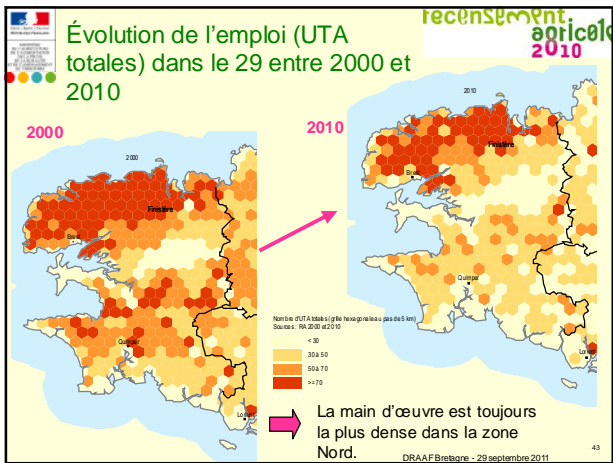 Évolution de l'emploi (UTA
totales) dans le 29 entre 2000 et
2010
recensement
agricole
2010
2000
2000
Brest
Finistère
Quimper
Lorient
2010
2010
Brest
Finistère
Quimper
Lorient
Nombre d'UTA totales (grille hexagonale au pas de 5 km)
Sources : RA 2000 et 2010
< 30
30 à 50
50 à 70
>= 70
La main d'œuvre est toujours
la plus dense dans la zone
Nord.
DRAAF Bretagne - 29 septembre 2011
43